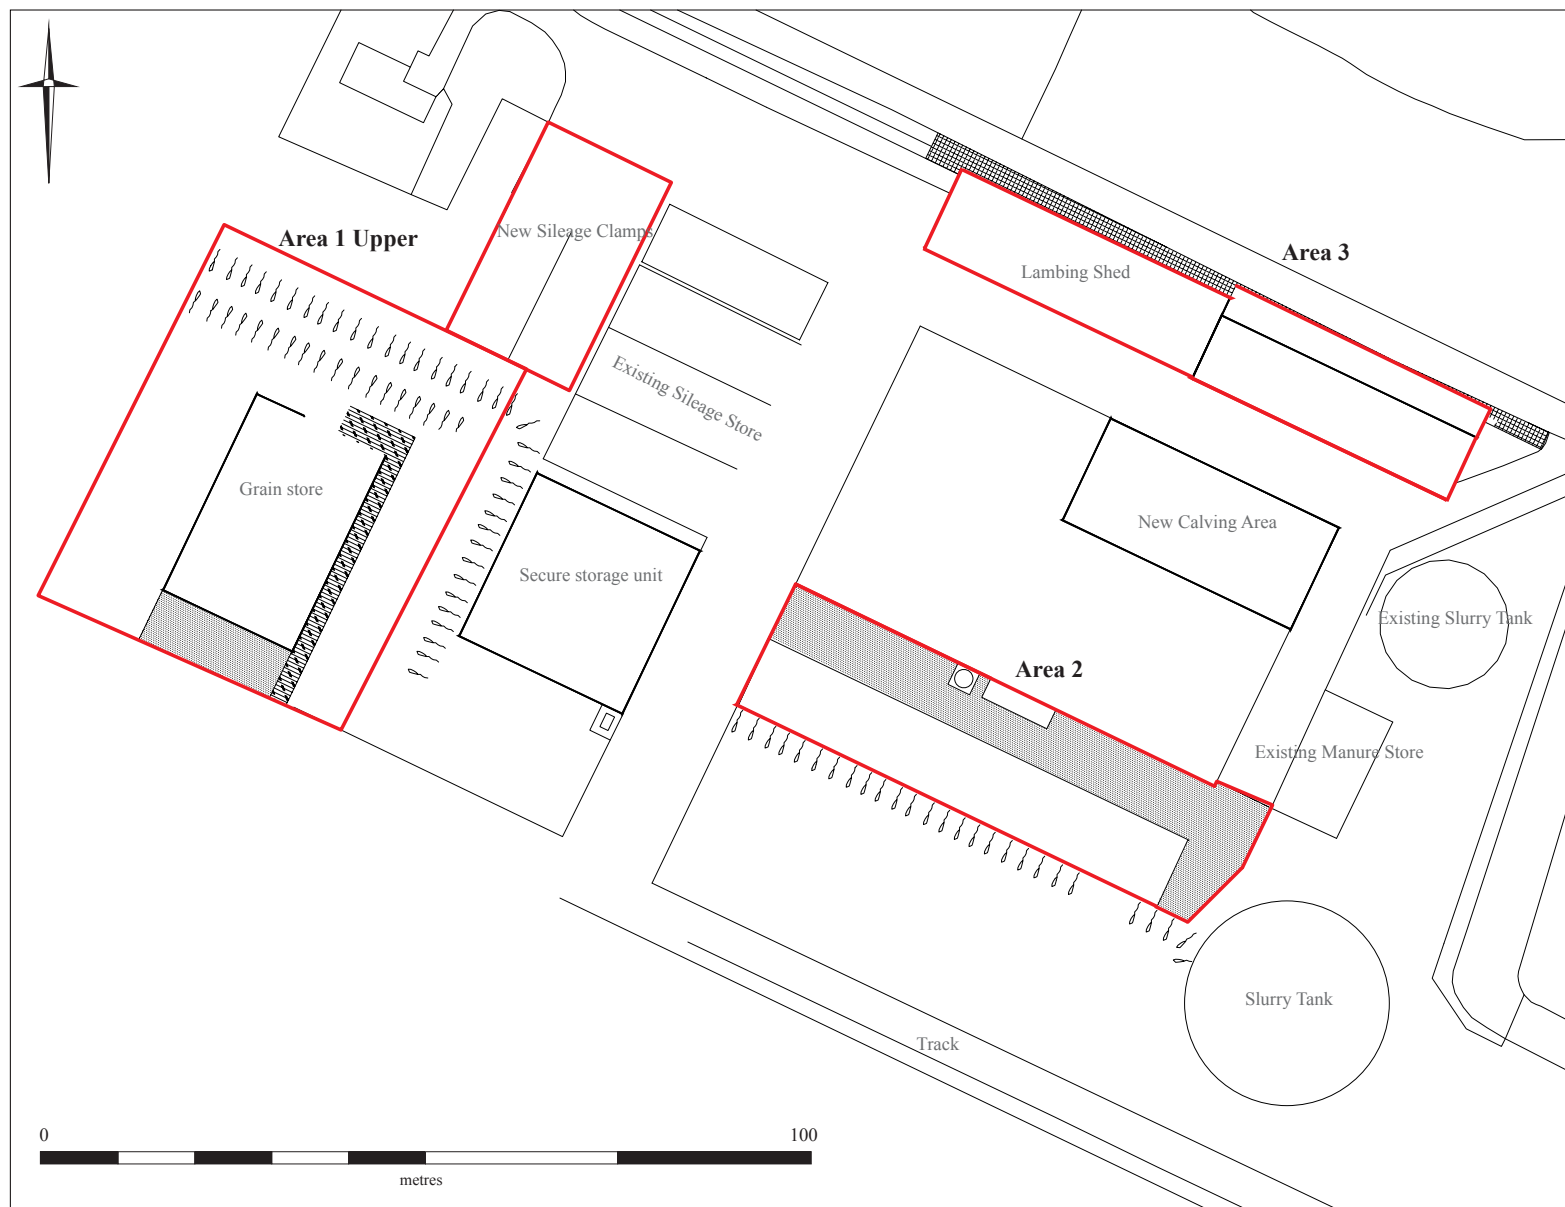 Area 1 Upper
New Sileage Clamps
Area 3
Lambing Shed
Existing Sileage Store
Grain store
New Calving Area
Secure storage unit
Existing Slurry Tank
Area 2
Existing Manure Store
Slurry Tank
Track
0
100
metres